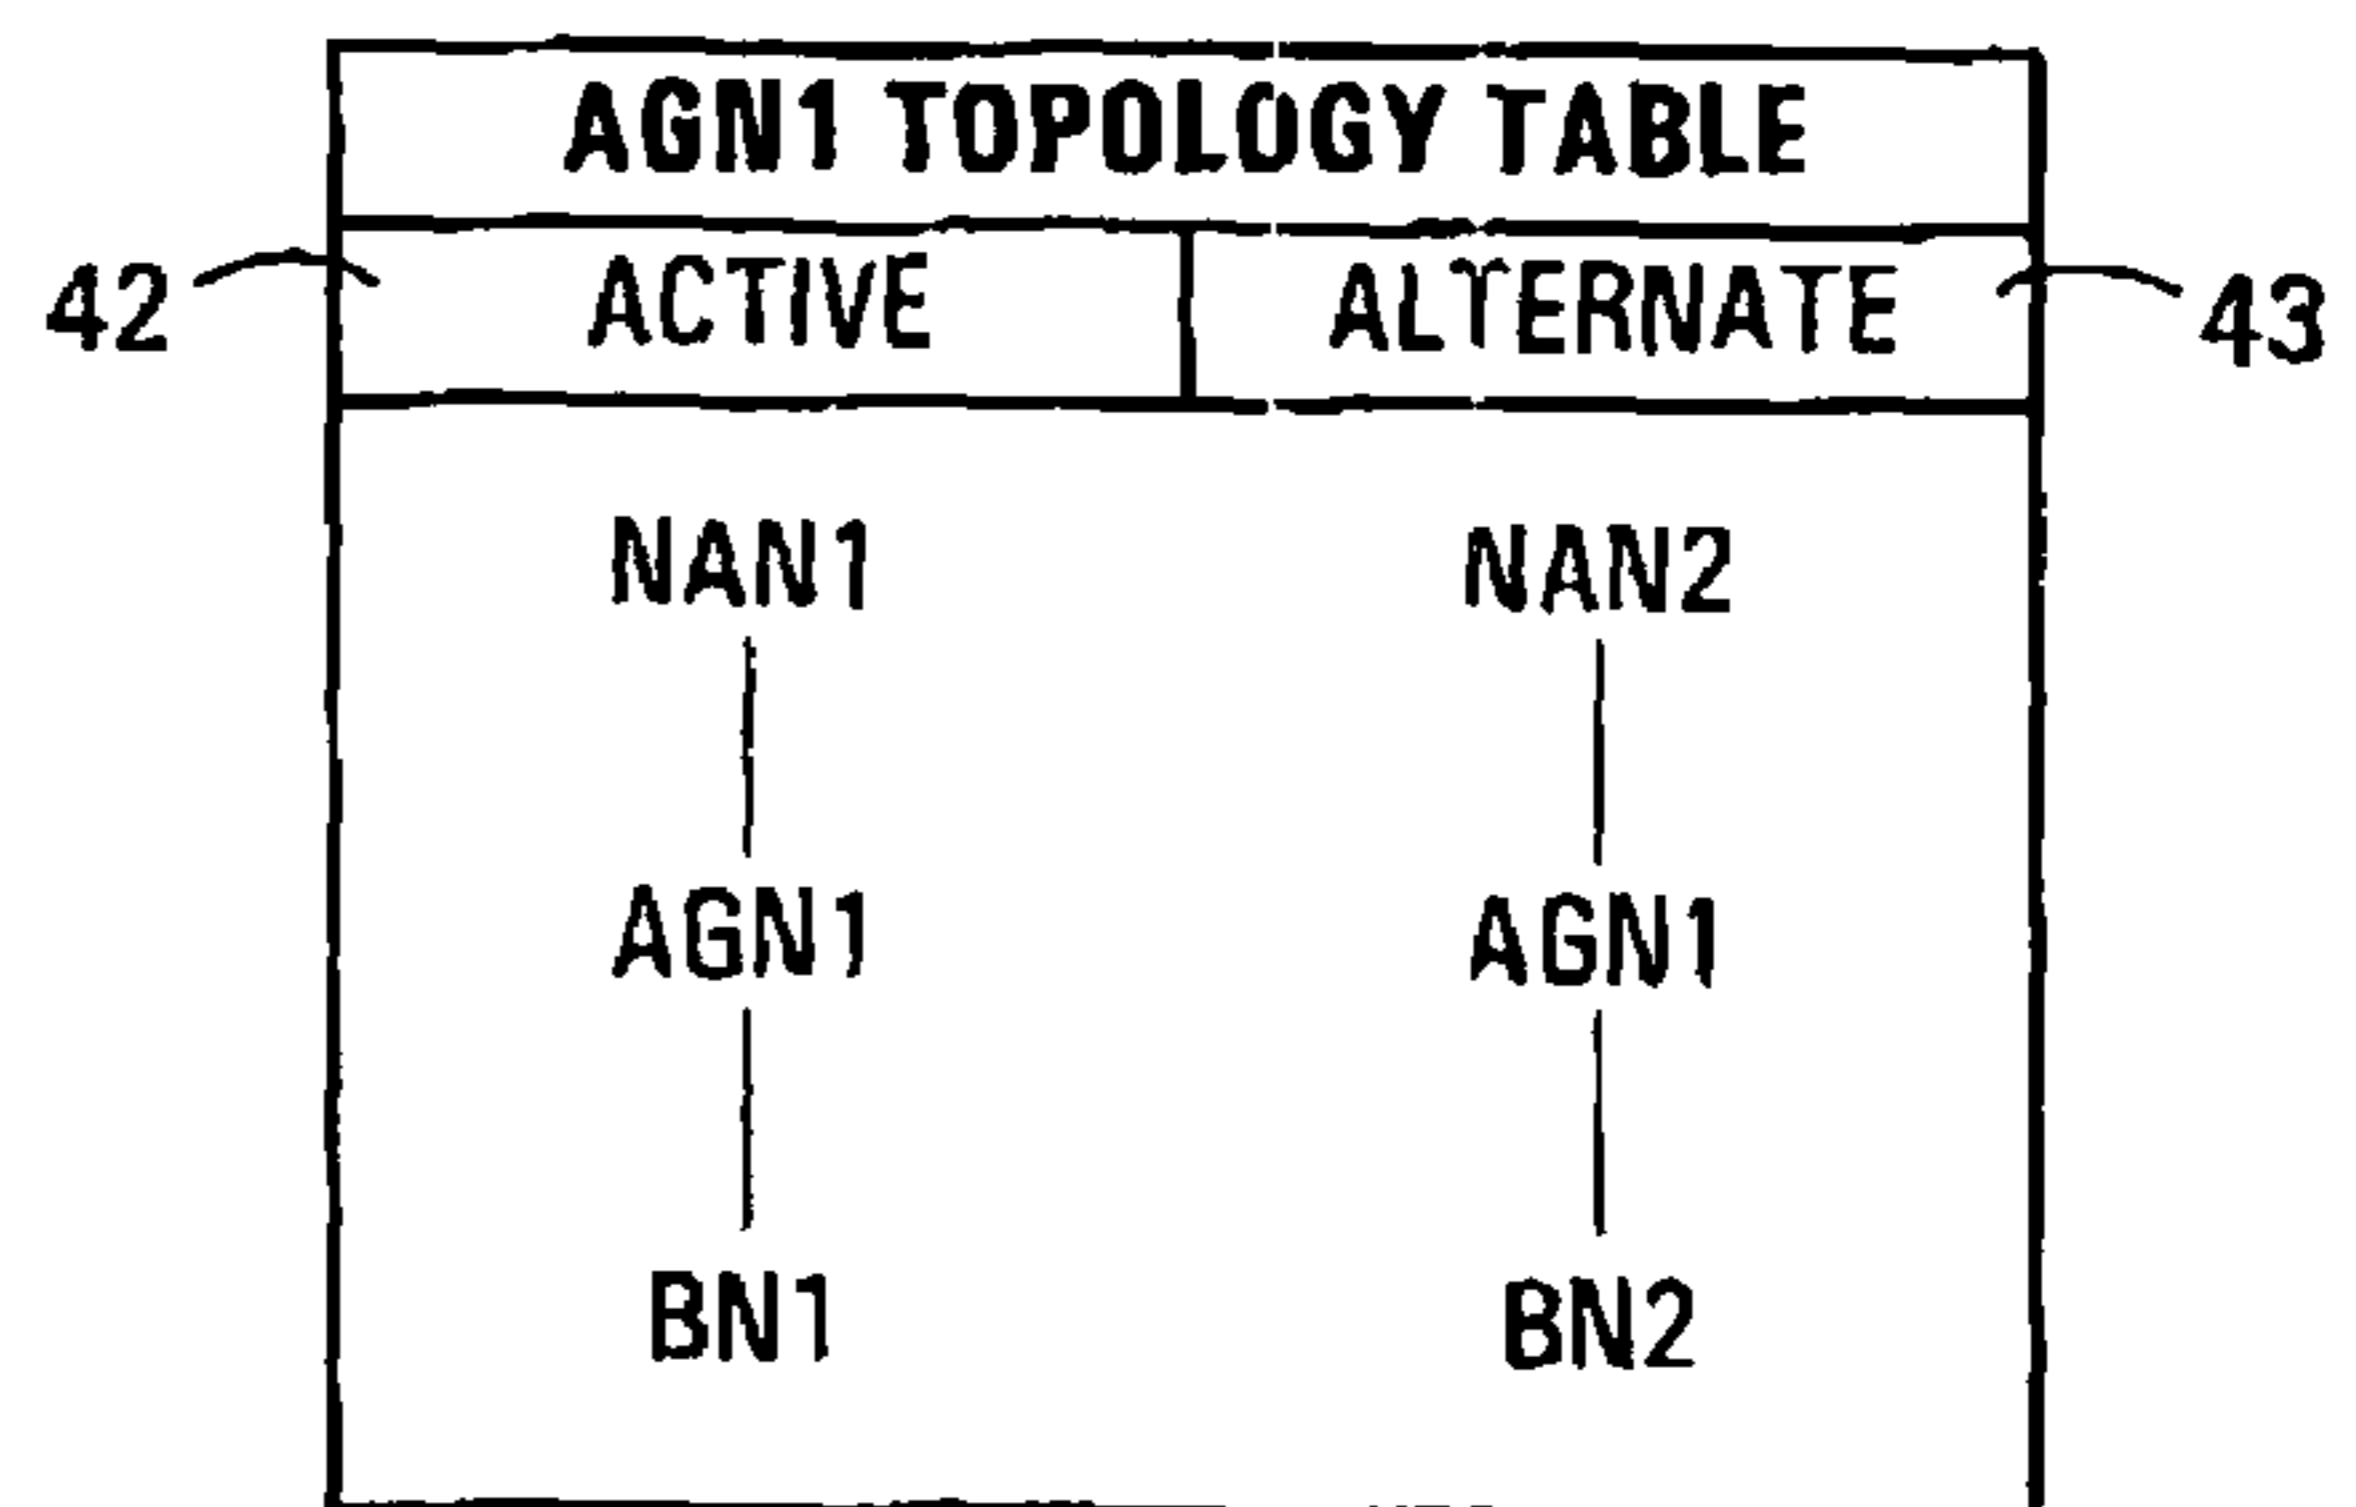 AGN1 TOPOLOGY TABLE
42 ACTIVE ALTERNATE 43
NAN1 NAN2
AGN1 AGN1
BN1 BN2